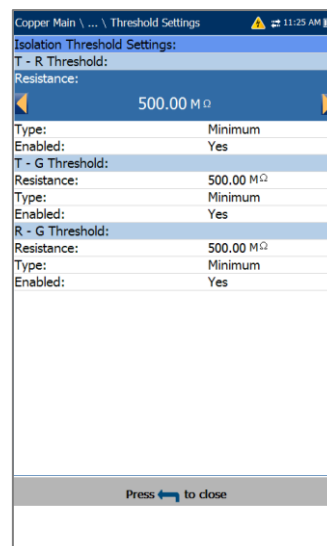 Copper Main \ ... \ Threshold Settings 11:25 AM
Isolation Threshold Settings:
T - R Threshold:
Resistance:
500.00 MΩ
Type: Minimum
Enabled: Yes
T - G Threshold:
Resistance: 500.00 MΩ
Type: Minimum
Enabled: Yes
R - G Threshold:
Resistance: 500.00 MΩ
Type: Minimum
Enabled: Yes
Press to close